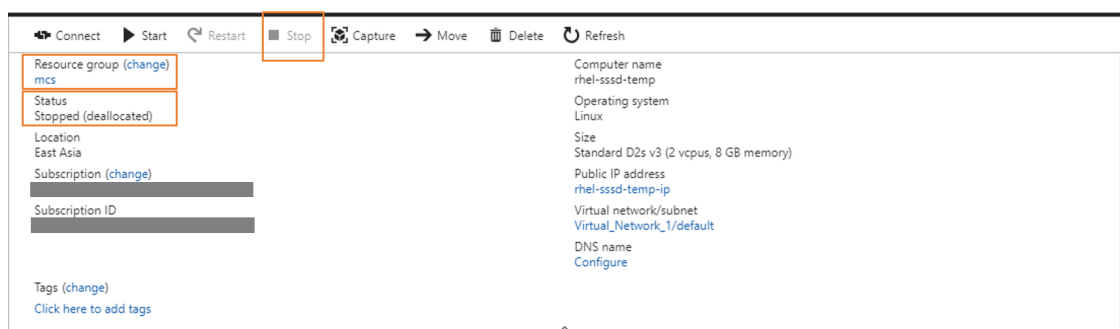 Connect Start Restart Stop Capture Move Delete Refresh
Resource group (change)
mcs
Status
Stopped (deallocated)
Location
East Asia
Subscription (change)
Subscription ID
Tags (change)
Click here to add tags
Computer name
rhel-sssd-temp
Operating system
Linux
Size
Standard D2s v3 (2 vcpus, 8 GB memory)
Public IP address
rhel-sssd-temp-ip
Virtual network/subnet
Virtual_Network_1/default
DNS name
Configure